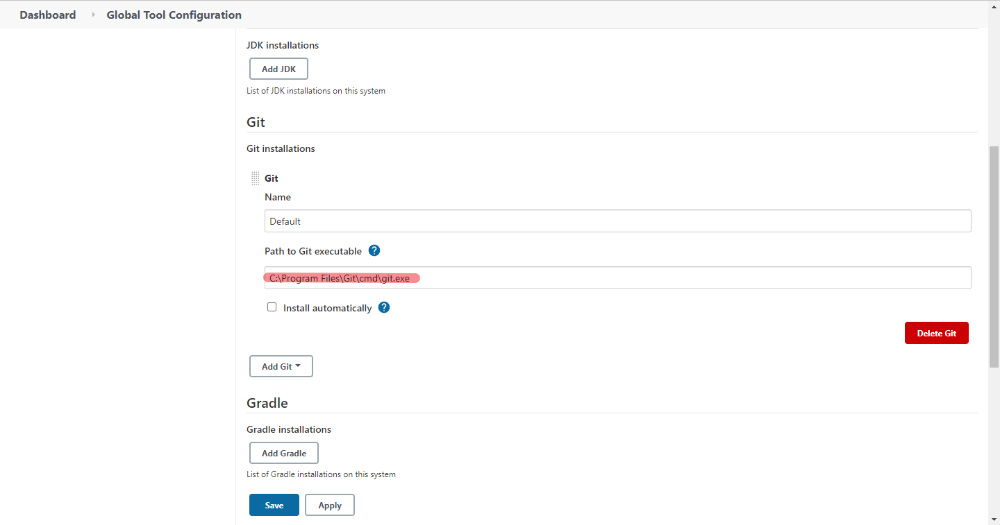 Dashboard Global Tool Configuration
JDK installations
Add JDK
List of JDK installations on this system
Git
Git installations
Git
Name
Default
Path to Git executable ?
C:\Program Files\Git\cmd\git.exe
Install automatically ?
Delete Git
Add Git
Gradle
Gradle installations
Add Gradle
List of Gradle installations on this system
Save Apply